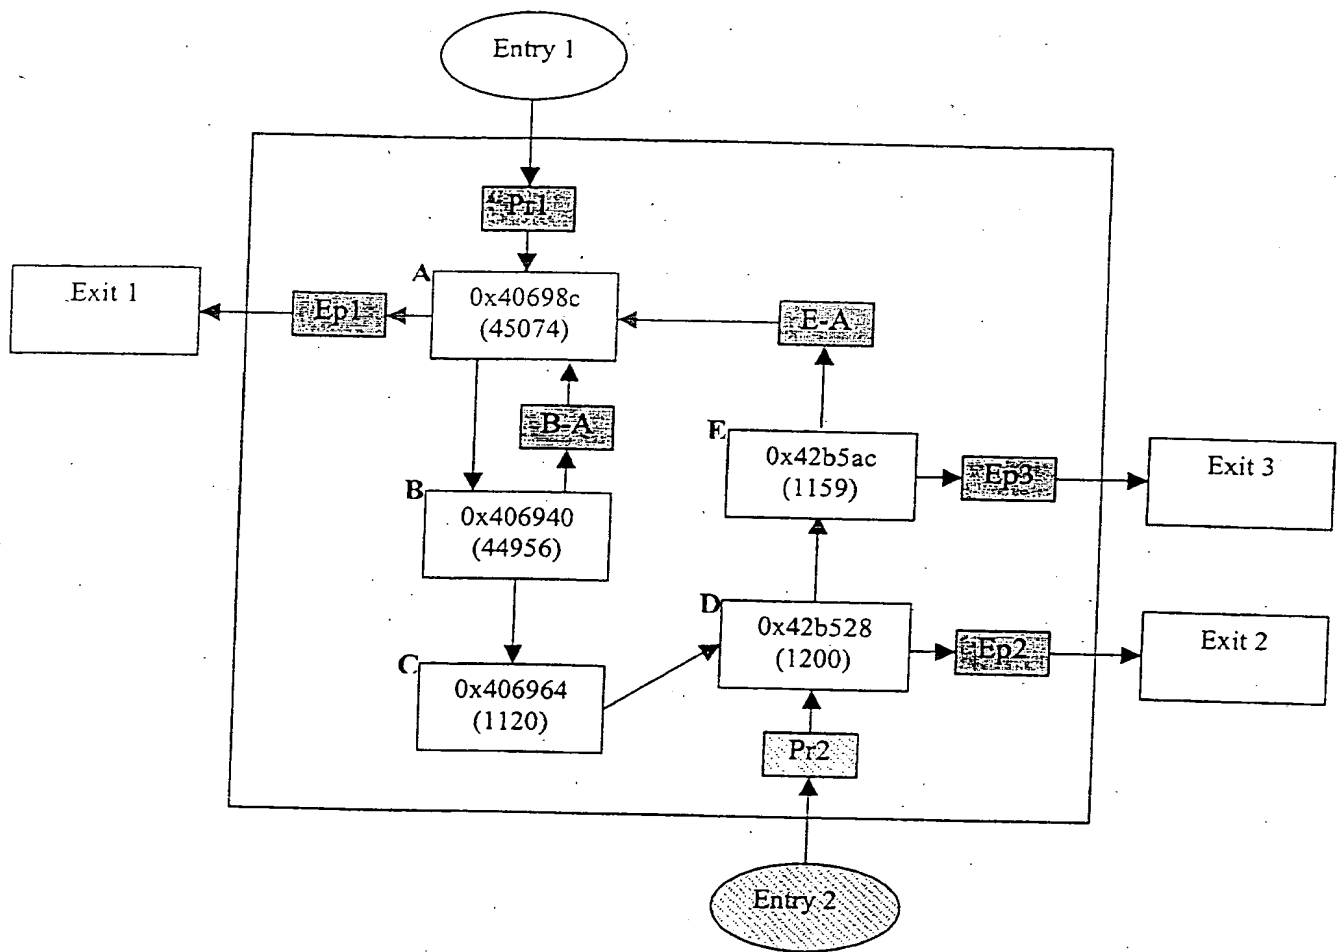 Entry 1
Pr1
A
0x40698c
(45074)
Exit 1
Ep1
E-A
B-A
E
0x42b5ac
(1159)
Ep3
Exit 3
B
0x406940
(44956)
D
0x42b528
(1200)
Ep2
Exit 2
C
0x406964
(1120)
Pr2
Entry 2